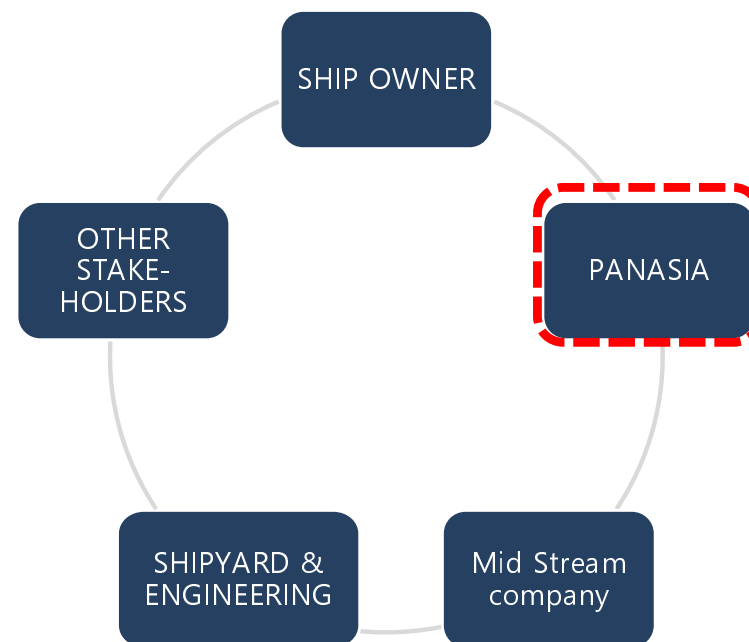 SHIP OWNER
OTHER
STAKE-
HOLDERS
PANASIA
SHIPYARD &
ENGINEERING
Mid Stream
company